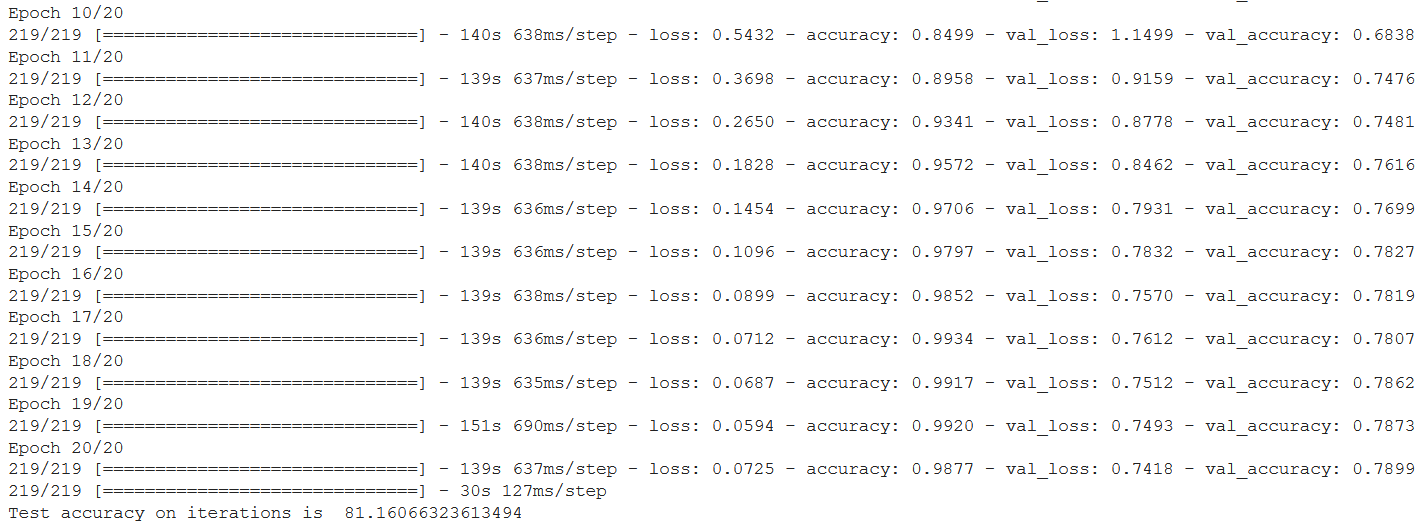 Epoch 10/20
219/219 [==============================] - 140s 638ms/step - loss: 0.5432 - accuracy: 0.8499 - val_loss: 1.1499 - val_accuracy: 0.6838
Epoch 11/20
219/219 [==============================] - 139s 637ms/step - loss: 0.3698 - accuracy: 0.8958 - val_loss: 0.9159 - val_accuracy: 0.7476
Epoch 12/20
219/219 [==============================] - 140s 638ms/step - loss: 0.2650 - accuracy: 0.9341 - val_loss: 0.8778 - val_accuracy: 0.7481
Epoch 13/20
219/219 [==============================] - 140s 638ms/step - loss: 0.1828 - accuracy: 0.9572 - val_loss: 0.8462 - val_accuracy: 0.7616
Epoch 14/20
219/219 [==============================] - 139s 636ms/step - loss: 0.1454 - accuracy: 0.9706 - val_loss: 0.7931 - val_accuracy: 0.7699
Epoch 15/20
219/219 [==============================] - 139s 636ms/step - loss: 0.1096 - accuracy: 0.9797 - val_loss: 0.7832 - val_accuracy: 0.7827
Epoch 16/20
219/219 [==============================] - 139s 638ms/step - loss: 0.0899 - accuracy: 0.9852 - val_loss: 0.7570 - val_accuracy: 0.7819
Epoch 17/20
219/219 [==============================] - 139s 636ms/step - loss: 0.0712 - accuracy: 0.9934 - val_loss: 0.7612 - val_accuracy: 0.7807
Epoch 18/20
219/219 [==============================] - 139s 635ms/step - loss: 0.0687 - accuracy: 0.9917 - val_loss: 0.7512 - val_accuracy: 0.7862
Epoch 19/20
219/219 [==============================] - 151s 690ms/step - loss: 0.0594 - accuracy: 0.9920 - val_loss: 0.7493 - val_accuracy: 0.7873
Epoch 20/20
219/219 [==============================] - 139s 637ms/step - loss: 0.0725 - accuracy: 0.9877 - val_loss: 0.7418 - val_accuracy: 0.7899
219/219 [==============================] - 30s 127ms/step
Test accuracy on iterations is  81.16066323613494